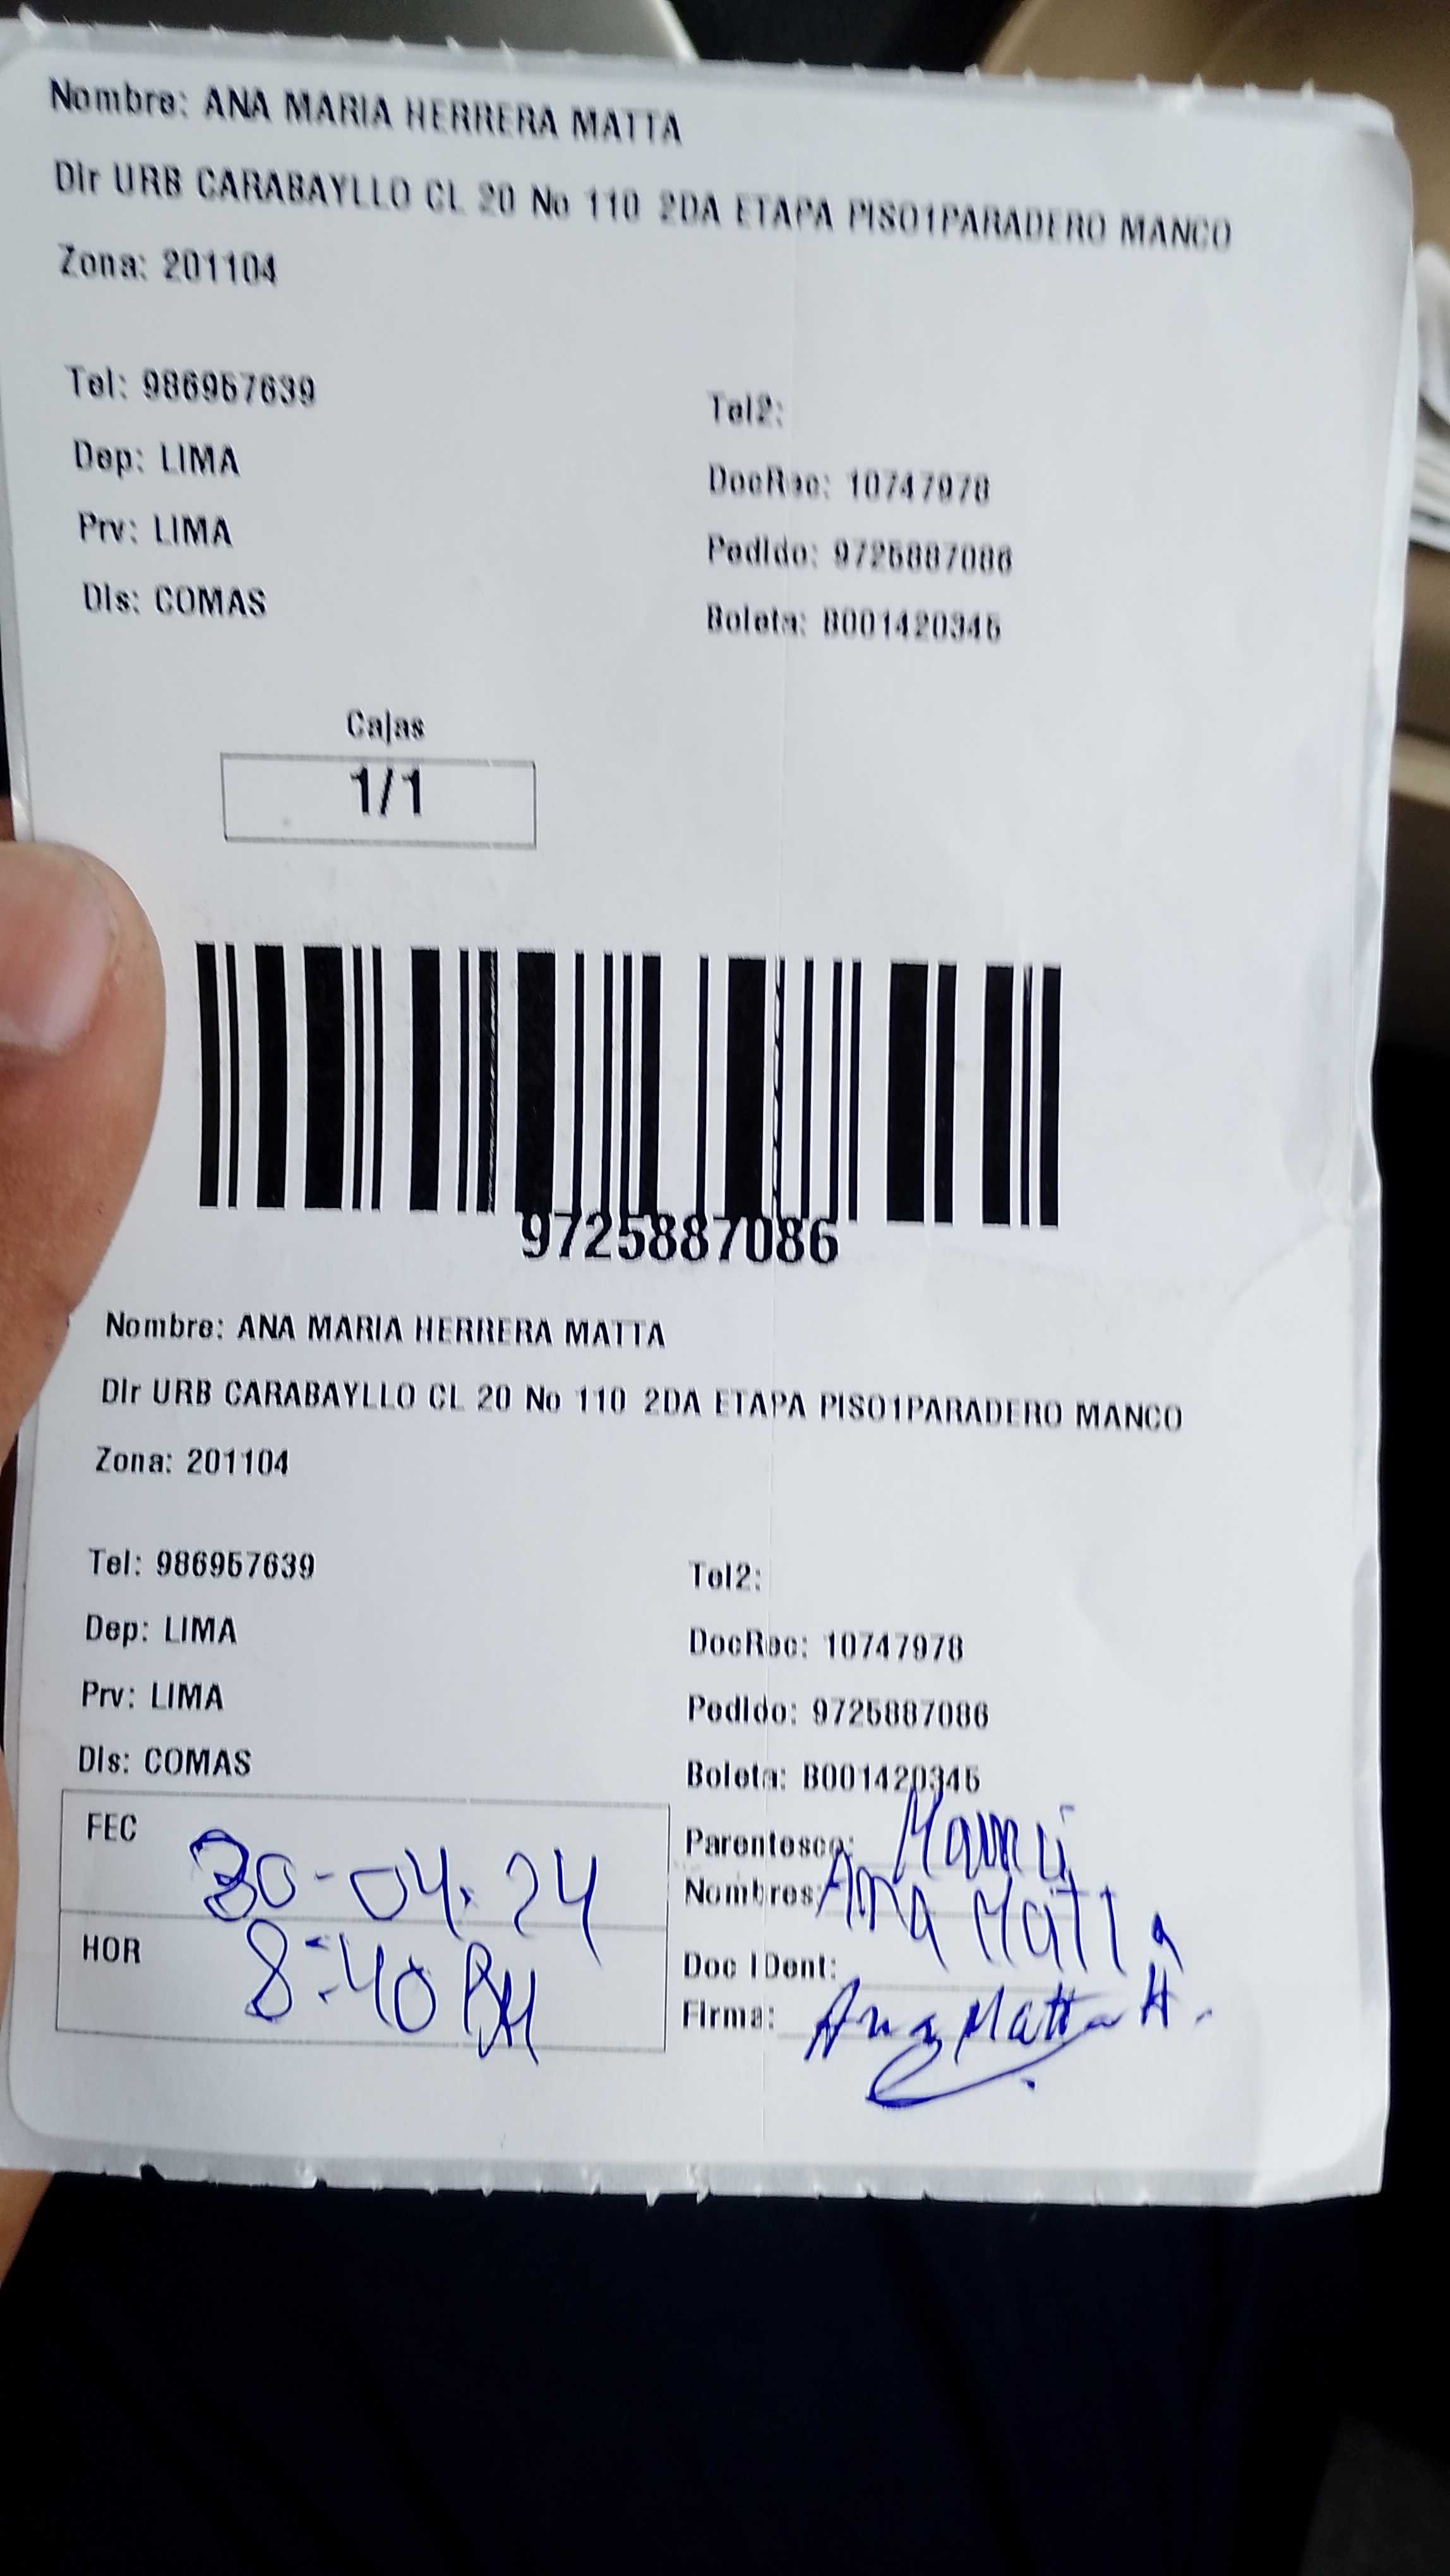 Nombre: ANA MARIA HERRERA MATTA
Dir URB CARABAYLLO CL 20 No 110 2DA ETAPA PISO1PARADERO MANCO
Zona: 201104
Tel: 986957639
Tel2:
Dep: LIMA
DocRec: 10747978
Prv: LIMA
Pedido: 9725887086
Dis: COMAS
Boleta: B001420345
Cajas
1/1
9725887086
Nombre: ANA MARIA HERRERA MATTA
Dir URB CARABAYLLO CL 20 No 110 2DA ETAPA PISO1PARADERO MANCO
Zona: 201104
Tel: 986957639
Tel2:
Dep: LIMA
DocRec: 10747978
Prv: LIMA
Pedido: 9725887086
Dis: COMAS
Boleta: B001420345
FEC 30-04-24
Parentesco: Mami
Nombres: Ana Matta
HOR 8:40
Doc IDent:
Firma: Ana Matta H.